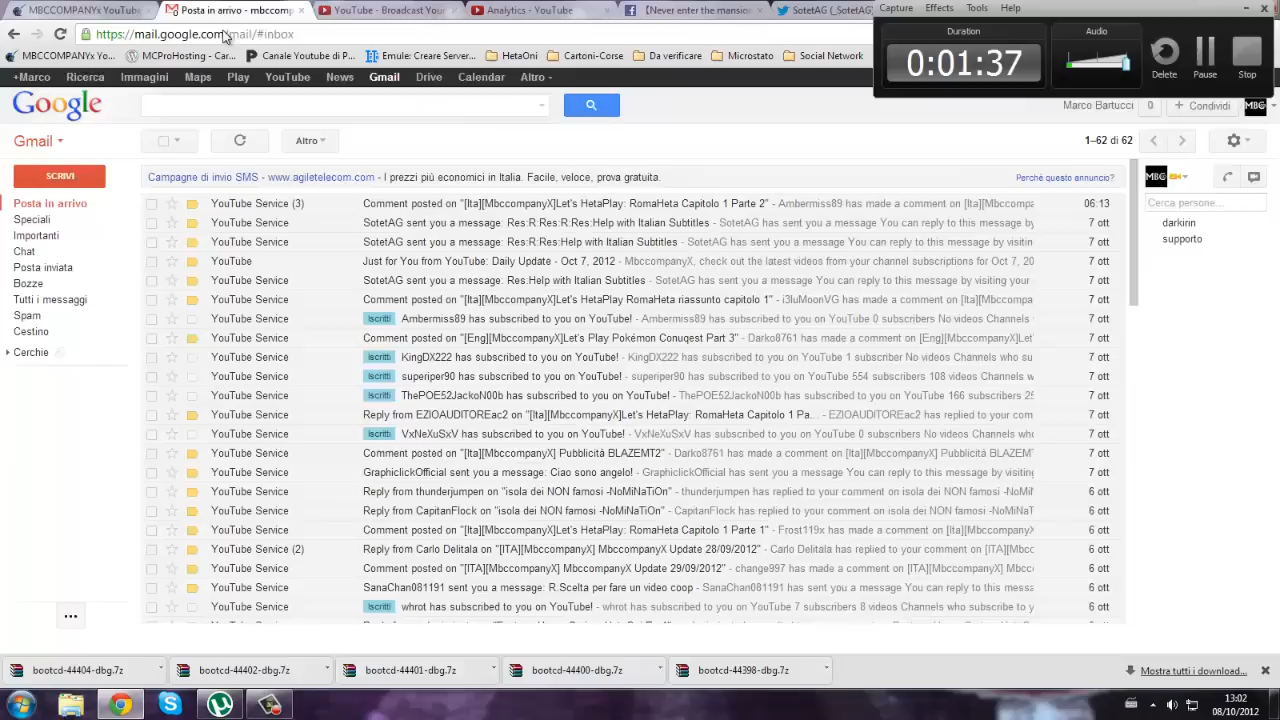 MBCCOMPANYx YouTube
Posta in arrivo - mbccomp
YouTube - Broadcast Your
Analytics - YouTube
[Never enter the mansion
SotetAG (_SotetAG)
Capture Effects Tools Help
https://mail.google.com/mail/#inbox
Duration
Audio
0:01:37
Delete
Pause
Stop
MBCCOMPANYx Yo...
MCProHosting - Car...
Canale Youtube di P...
Emule: Creare Server...
HetaOni
Cartoni-Corse
Da Vedere
Microstato
Social Network
+Marco Ricerca Immagini Maps Play YouTube News Gmail Drive Calendar Altro
Google
Marco Bartucci
0
+ Condividi
MBC
Gmail
Altro
1–62 di 62
SCRIVI
Campagne di invio SMS - www.agiletelecom.com - I prezzi più economici in Italia. Facile, veloce, prova gratuita.
Perché questo annuncio?
MBC
Cerca persone...
darkirin
supporto
Posta in arrivo
Speciali
Importanti
Chat
Posta inviata
Bozze
Tutti i messaggi
Spam
Cestino
Cerchie
YouTube Service (3) Comment posted on "[Ita][MbccompanyX]Let's HetaPlay: RomaHeta Capitolo 1 Parte 2" - Ambermiss89 has made a comment on [Ita][Mbccompa 06:13
YouTube Service SotetAG has sent you a message: Res:R:Res:R:Res:Help with Italian Subtitles - SotetAG has sent you a message You can reply to this message by 7 ott
YouTube Service SotetAG has sent you a message: Res:R:Res:Help with Italian Subtitles - SotetAG has sent you a message You can reply to this message by visiting 7 ott
YouTube Just for You from YouTube: Daily Update - Oct 7, 2012 - MbccompanyX, check out the latest videos from your channel subscriptions for Oct 7, 20 7 ott
YouTube Service SotetAG has sent you a message: Res:Help with Italian Subtitles - SotetAG has sent you a message You can reply to this message by visiting your 7 ott
YouTube Service Comment posted on "[Ita][MbccompanyX]Let's HetaPlay RomaHeta riassunto capitolo 1" - i3luMoonVG has made a comment on [Ita][Mbccompa 7 ott
YouTube Service Iscritti Ambermiss89 has subscribed to you on YouTube! - Ambermiss89 has subscribed to you on YouTube 0 subscribers No videos Channels 7 ott
YouTube Service Comment posted on "[Eng][MbccompanyX]Let's Play Pokémon Conuqest Part 3" - Darko8761 has made a comment on [Eng][MbccompanyX]Le 7 ott
YouTube Service Iscritti KingDX222 has subscribed to you on YouTube! - KingDX222 has subscribed to you on YouTube 1 subscriber No videos Channels who su 7 ott
YouTube Service Iscritti superiper90 has subscribed to you on YouTube! - superiper90 has subscribed to you on YouTube 554 subscribers 108 videos Channels 7 ott
YouTube Service Iscritti ThePOE52JackoN00b has subscribed to you on YouTube! - ThePOE52JackoN00b has subscribed to you on YouTube 166 subscribers 25 7 ott
YouTube Service Reply from EZIOAUDITOREac2 on "[Ita][MbccompanyX]Let's HetaPlay: RomaHeta Capitolo 1 Pa... - EZIOAUDITOREac2 has replied to your com 7 ott
YouTube Service Iscritti VxNeXuSxV has subscribed to you on YouTube! - VxNeXuSxV has subscribed to you on YouTube 0 subscribers No videos Channels who 7 ott
YouTube Service Comment posted on "[Ita][MbccompanyX] Pubblicità BLAZEMT2" - Darko8761 has made a comment on [Ita][MbccompanyX] Pubblicità BLAZEMT 7 ott
YouTube Service GraphiclickOfficial sent you a message: Ciao sono angelo! - GraphiclickOfficial has sent you a message You can reply to this message by visiting 7 ott
YouTube Service Reply from thunderjumpen on "isola dei NON famosi -NoMiNaTiOn" - thunderjumpen has replied to your comment on isola dei NON famosi -NoMi 6 ott
YouTube Service Reply from CapitanFlock on "isola dei NON famosi -NoMiNaTiOn" - CapitanFlock has replied to your comment on isola dei NON famosi -NoMiNaT 6 ott
YouTube Service Comment posted on "[Ita][MbccompanyX]Let's HetaPlay: RomaHeta Capitolo 1 Parte 1" - Frost119x has made a comment on [Ita][MbccompanyX 6 ott
YouTube Service (2) Reply from Carlo Delitala on "[ITA][MbccompanyX] MbccompanyX Update 28/09/2012" - Carlo Delitala has replied to your comment on [ITA][Mbcc 6 ott
YouTube Service Comment posted on "[ITA][MbccompanyX] MbccompanyX Update 29/09/2012" - change997 has made a comment on [ITA][MbccompanyX] Mbcc 6 ott
YouTube Service SanaChan081191 sent you a message: R.Scelta per fare un video coop - SanaChan081191 has sent you a message You can reply to this messa 6 ott
YouTube Service Iscritti whrot has subscribed to you on YouTube! - whrot has subscribed to you on YouTube 7 subscribers 8 videos Channels who subscribe to y 6 ott
bootcd-44404-dbg.7z
bootcd-44402-dbg.7z
bootcd-44401-dbg.7z
bootcd-44400-dbg.7z
bootcd-44398-dbg.7z
Mostra tutti i download...
13:02
08/10/2012